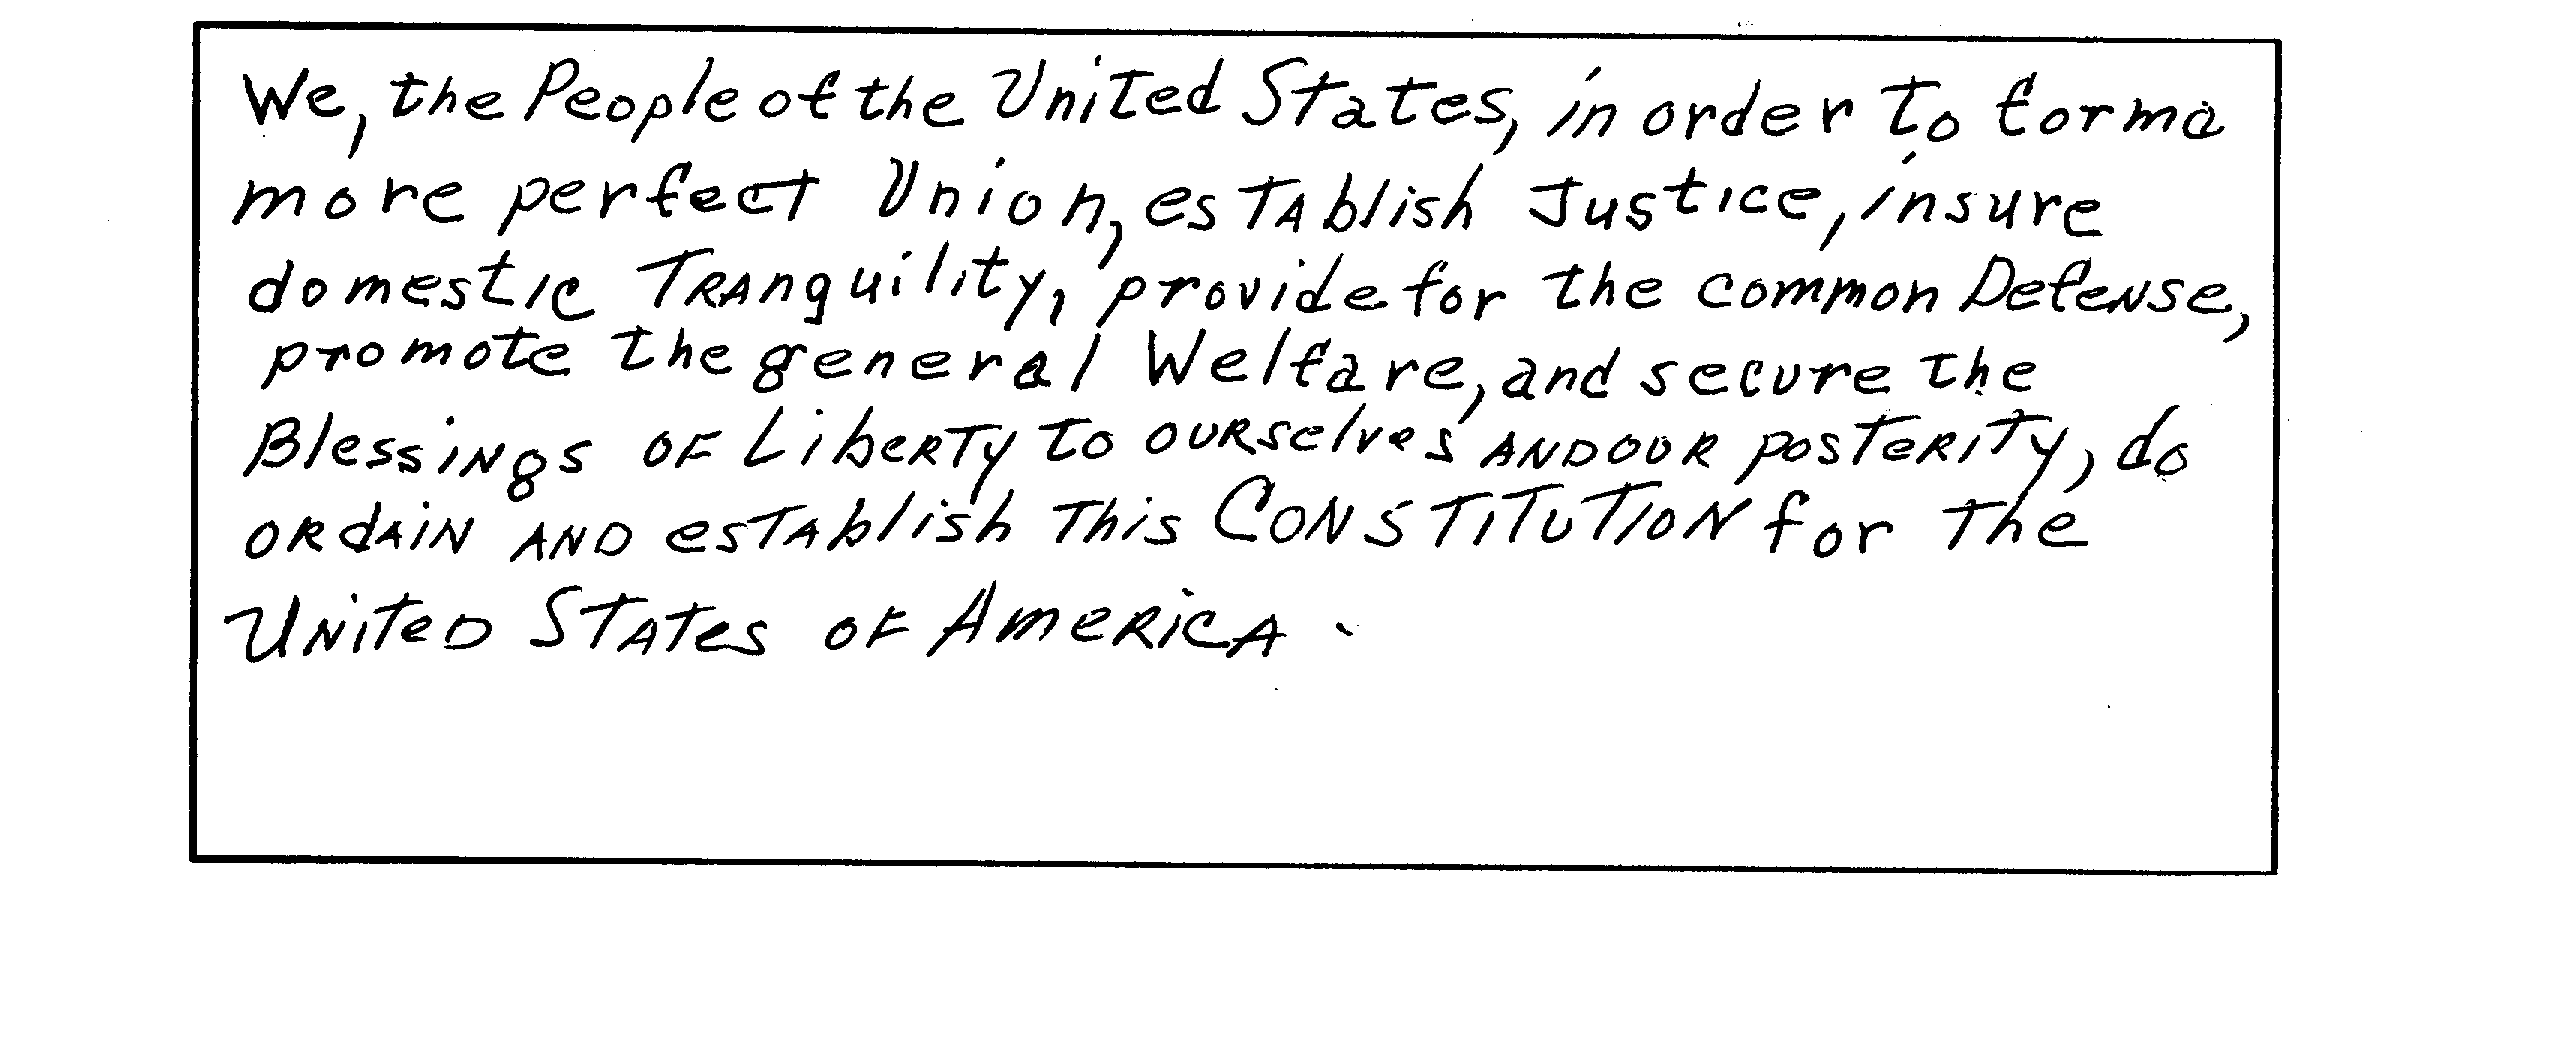 We, the People of the United States, in order to form a
more perfect Union, esTAblish Justice, insure
domestic TRAnquility, provide for the common DefeNse,
promote the general Welfare, and secure the
BlessiNgs OF LibeRTy to OURselves AND OUR posTeRITy, do
ORdAiN AND esTAblish This CONSTITUTION for The
UNiTeD STATes OF AmeRicA.